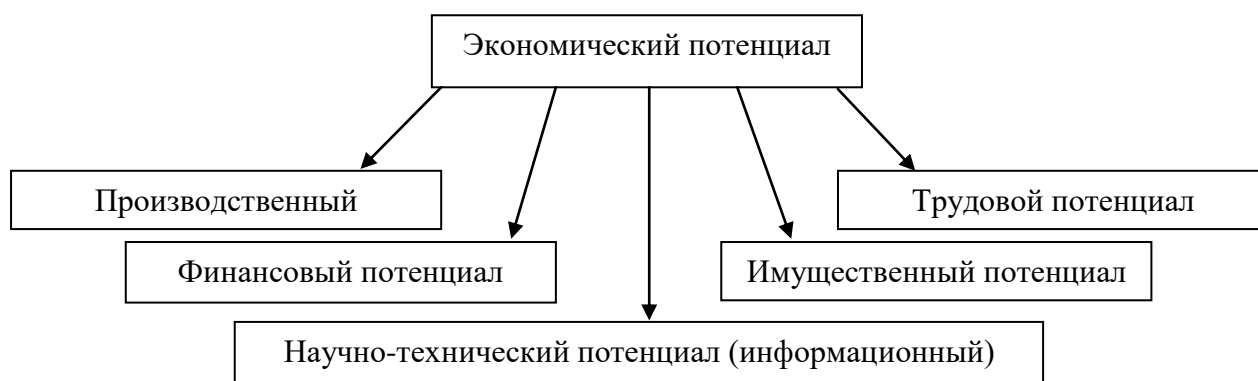 Экономический потенциал
Производственный
Трудовой потенциал
Финансовый потенциал
Имущественный потенциал
Научно-технический потенциал (информационный)